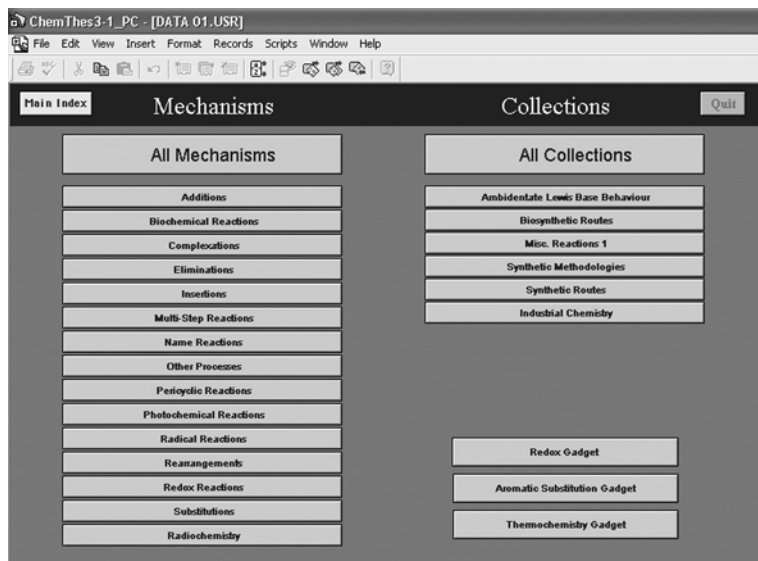 ChemThes3-1_PC - [DATA 01.USR]
File Edit View Insert Format Records Scripts Window Help
Main Index
Mechanisms
Collections
Quit
All Mechanisms
Additions
Biochemical Reactions
Complexations
Eliminations
Insertions
Multi-Step Reactions
Name Reactions
Other Processes
Pericyclic Reactions
Photochemical Reactions
Radical Reactions
Rearrangements
Redox Reactions
Substitutions
Radiochemistry
All Collections
Ambidentate Lewis Base Behaviour
Biosynthetic Routes
Misc. Reactions 1
Synthetic Methodologies
Synthetic Routes
Industrial Chemistry
Redox Gadget
Aromatic Substitution Gadget
Thermochemistry Gadget